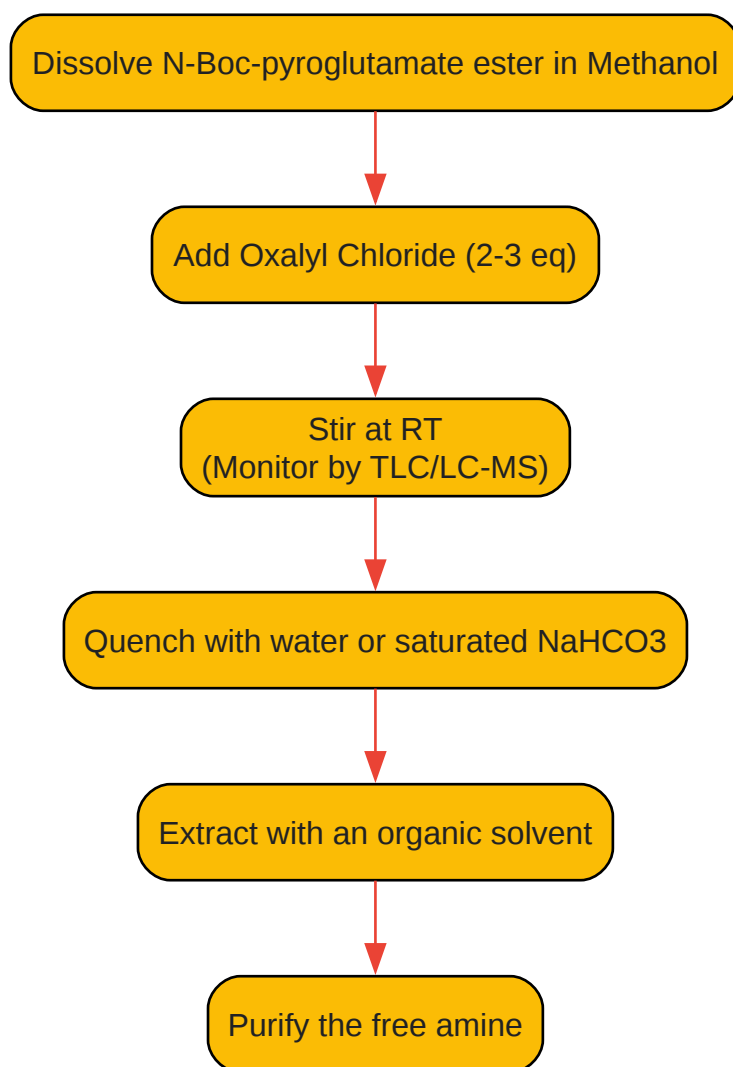 Dissolve N-Boc-pyroglutamate ester in Methanol
Add Oxalyl Chloride (2-3 eq)
Stir at RT
(Monitor by TLC/LC-MS)
Quench with water or saturated NaHCO3
Extract with an organic solvent
Purify the free amine